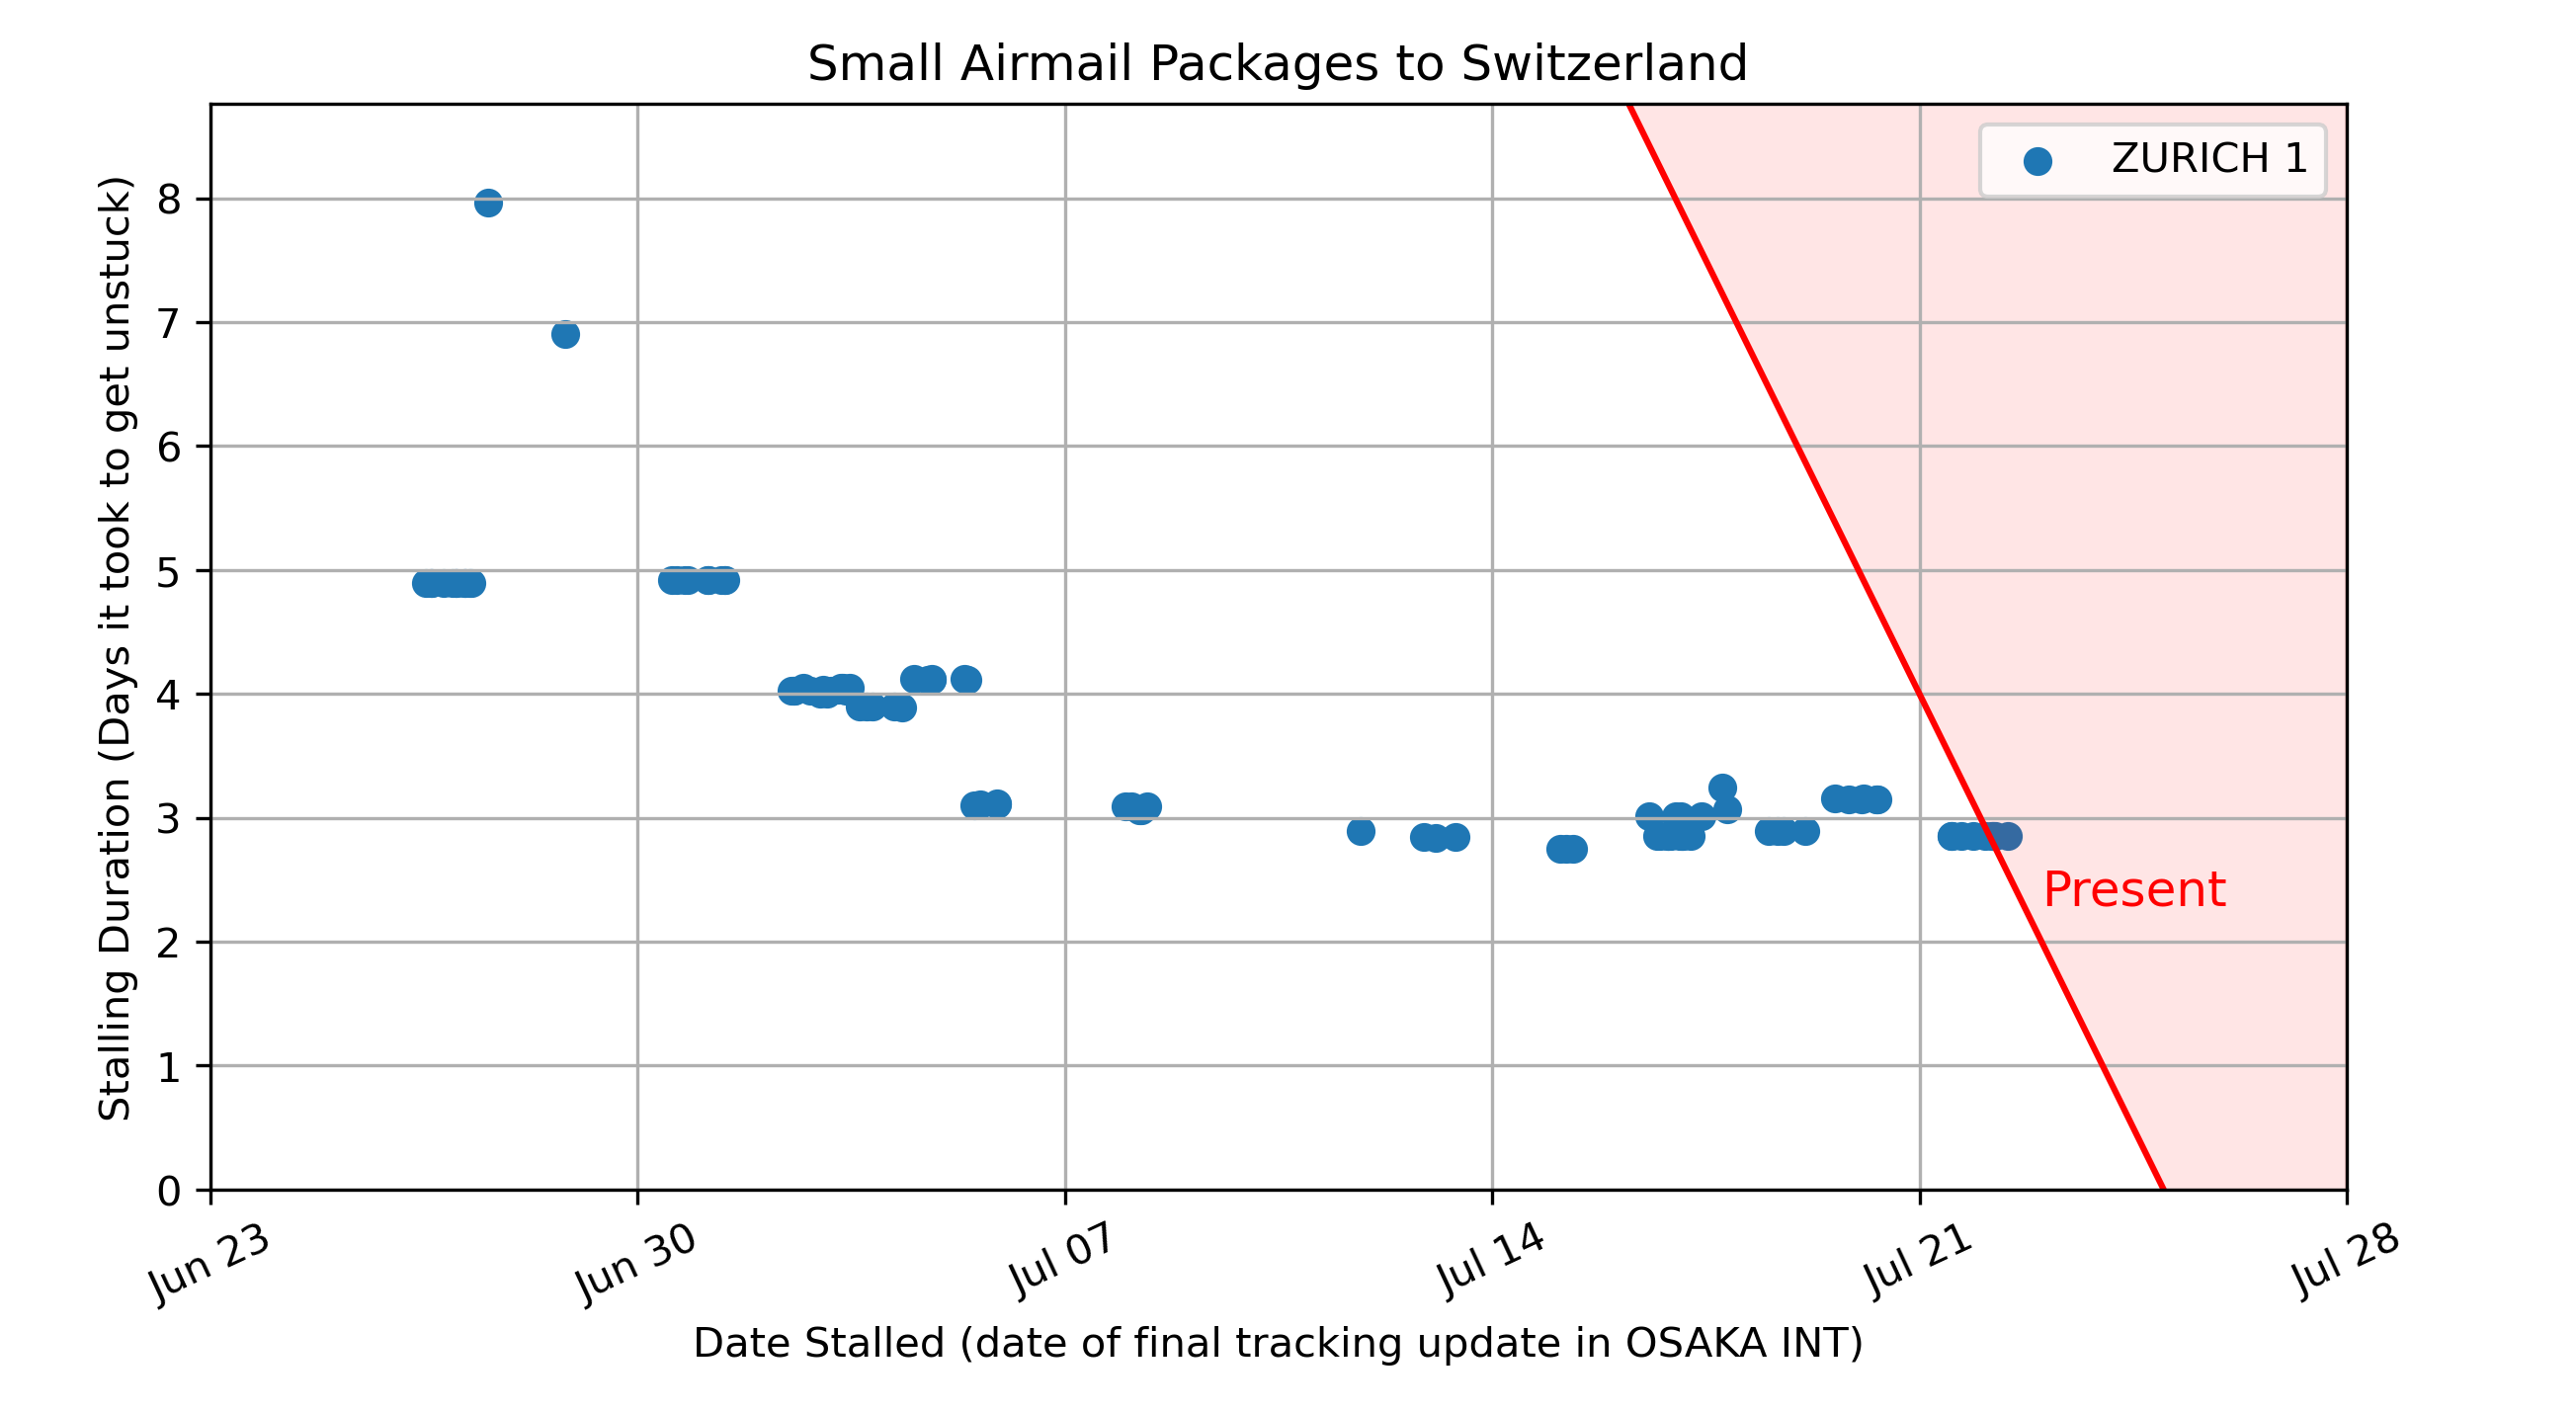 Small Airmail Packages to Switzerland
ZURICH 1
Stalling Duration (Days it took to get unstuck)
8
7
6
5
4
3
2
1
0
Present
Jun 23
Jun 30
Jul 07
Jul 14
Jul 21
Jul 28
Date Stalled (date of final tracking update in OSAKA INT)